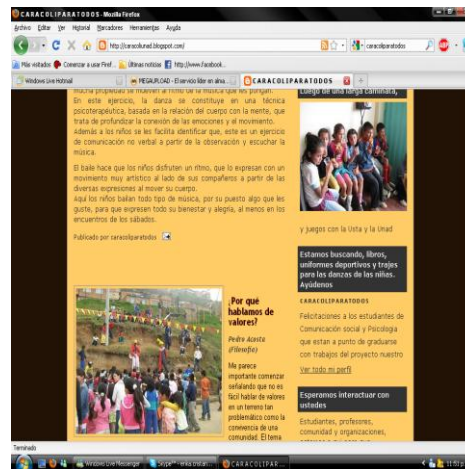 CARACOLIPARATODOS - Mozilla Firefox
Archivo Editar Ver Historial Marcadores Herramientas Ayuda
http://caracoliunad.blogspot.com/
caracoliparatodos
Más visitados Comenzar a usar Firef... Últimas noticias http://www.facebook...
Windows Live Hotmail
MEGAUPLOAD - El servicio líder en alma...
CARACOLIPARATODOS
mucha propiedad se mueven al ritmo de la música que les pongan.
En este ejercicio, la danza se constituye en una técnica
psicoterapéutica, basada en la relación del cuerpo con la mente, que
trata de profundizar la conexión de las emociones y el movimiento.
Además a los niños se les facilita identificar que, este es un ejercicio
de comunicación no verbal a partir de la observación y escuchar la
música.
El baile hace que los niños disfruten un ritmo, que lo expresan con un
movimiento muy artístico al lado de sus compañeros a partir de las
diversas expresiones al mover su cuerpo.
Aquí los niños bailan todo tipo de música, por su puesto algo que les
guste, para que expresen todo su bienestar y alegría, al menos en los
encuentros de los sábados.
Publicado por caracoliparatodos
¿Por qué
hablamos de
valores?
Pedro Acosta
(Filosofía)
Me parece
importante comenzar
señalando que no es
fácil hablar de valores
en un terreno tan
problemático como la
convivencia de una
comunidad. El tema
Luego de una larga caminata,
y juegos con la Usta y la Unad
Estamos buscando, libros,
uniformes deportivos y trajes
para las danzas de las niñas.
Ayúdenos
CARACOLIPARATODOS
Felicitaciones a los estudiantes de
Comunicación social y Psicología
que estan a punto de graduarse
con trabajos del proyecto nuestro
Ver todo mi perfil
Esperamos interactuar con
ustedes
Estudiantes, profesores,
comunidad y organizaciones,
Terminado
Windows Live Messenger
CARACOLIPAR...